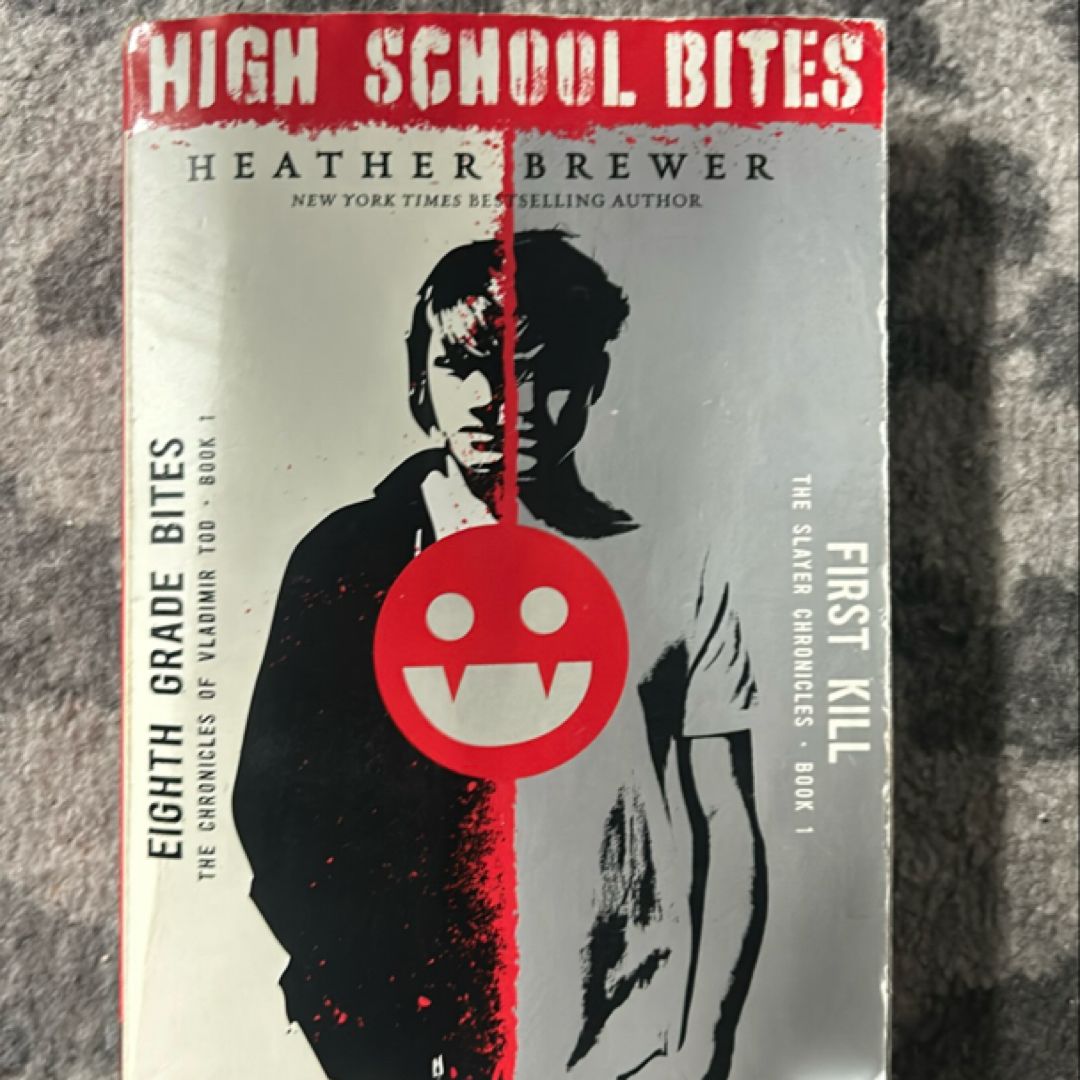 HIGH SCHOOL BITES
HEATHER BREWER
NEW YORK TIMES BESTSELLING AUTHOR
EIGHTH GRADE BITES
THE CHRONICLES OF VLADIMIR TOD · BOOK 1
FIRST KILL
THE SLAYER CHRONICLES · BOOK 1